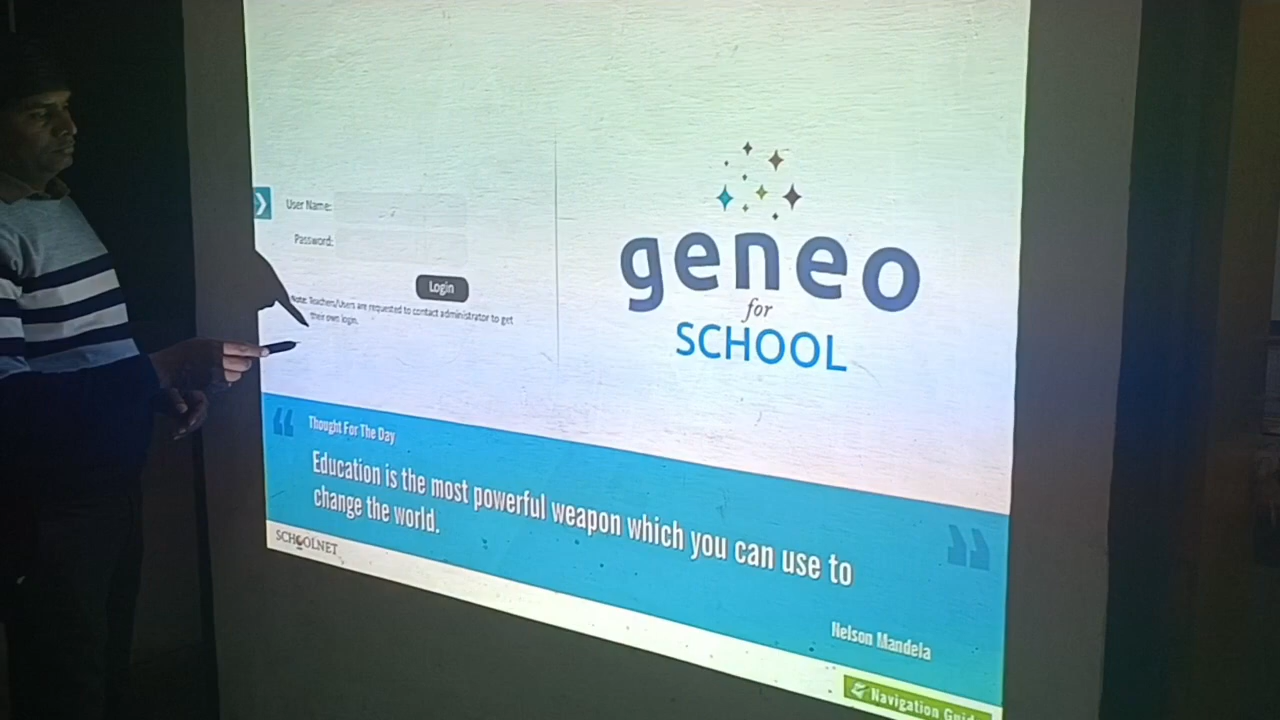 User Name:
Password:
Login
Note: Teachers/Users are requested to contact administrator to get
their own login.
geneo
for
SCHOOL
Thought For The Day
Education is the most powerful weapon which you can use to
change the world.
Nelson Mandela
SCHOOLNET
Navigation